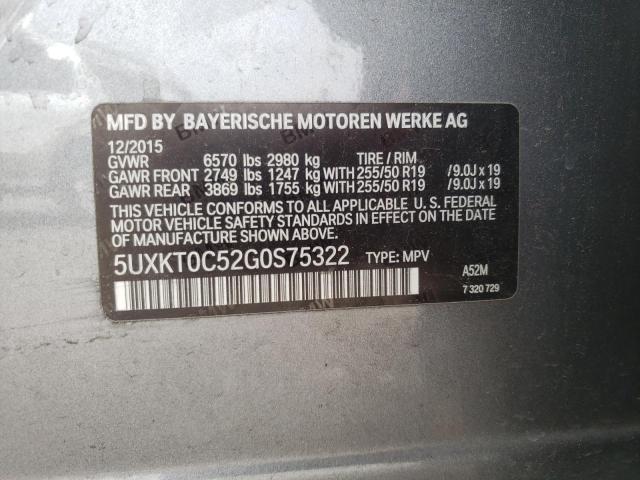 MFD BY BAYERISCHE MOTOREN WERKE AG
12/2015
GVWR 6570 lbs 2980 kg TIRE / RIM
GAWR FRONT 2749 lbs 1247 kg WITH 255/50 R19 /9.0J x 19
GAWR REAR 3869 lbs 1755 kg WITH 255/50 R19 /9.0J x 19
THIS VEHICLE CONFORMS TO ALL APPLICABLE U. S. FEDERAL
MOTOR VEHICLE SAFETY STANDARDS IN EFFECT ON THE DATE
OF MANUFACTURE SHOWN ABOVE.
5UXKT0C52G0S75322 TYPE: MPV
A52M
7 320 729